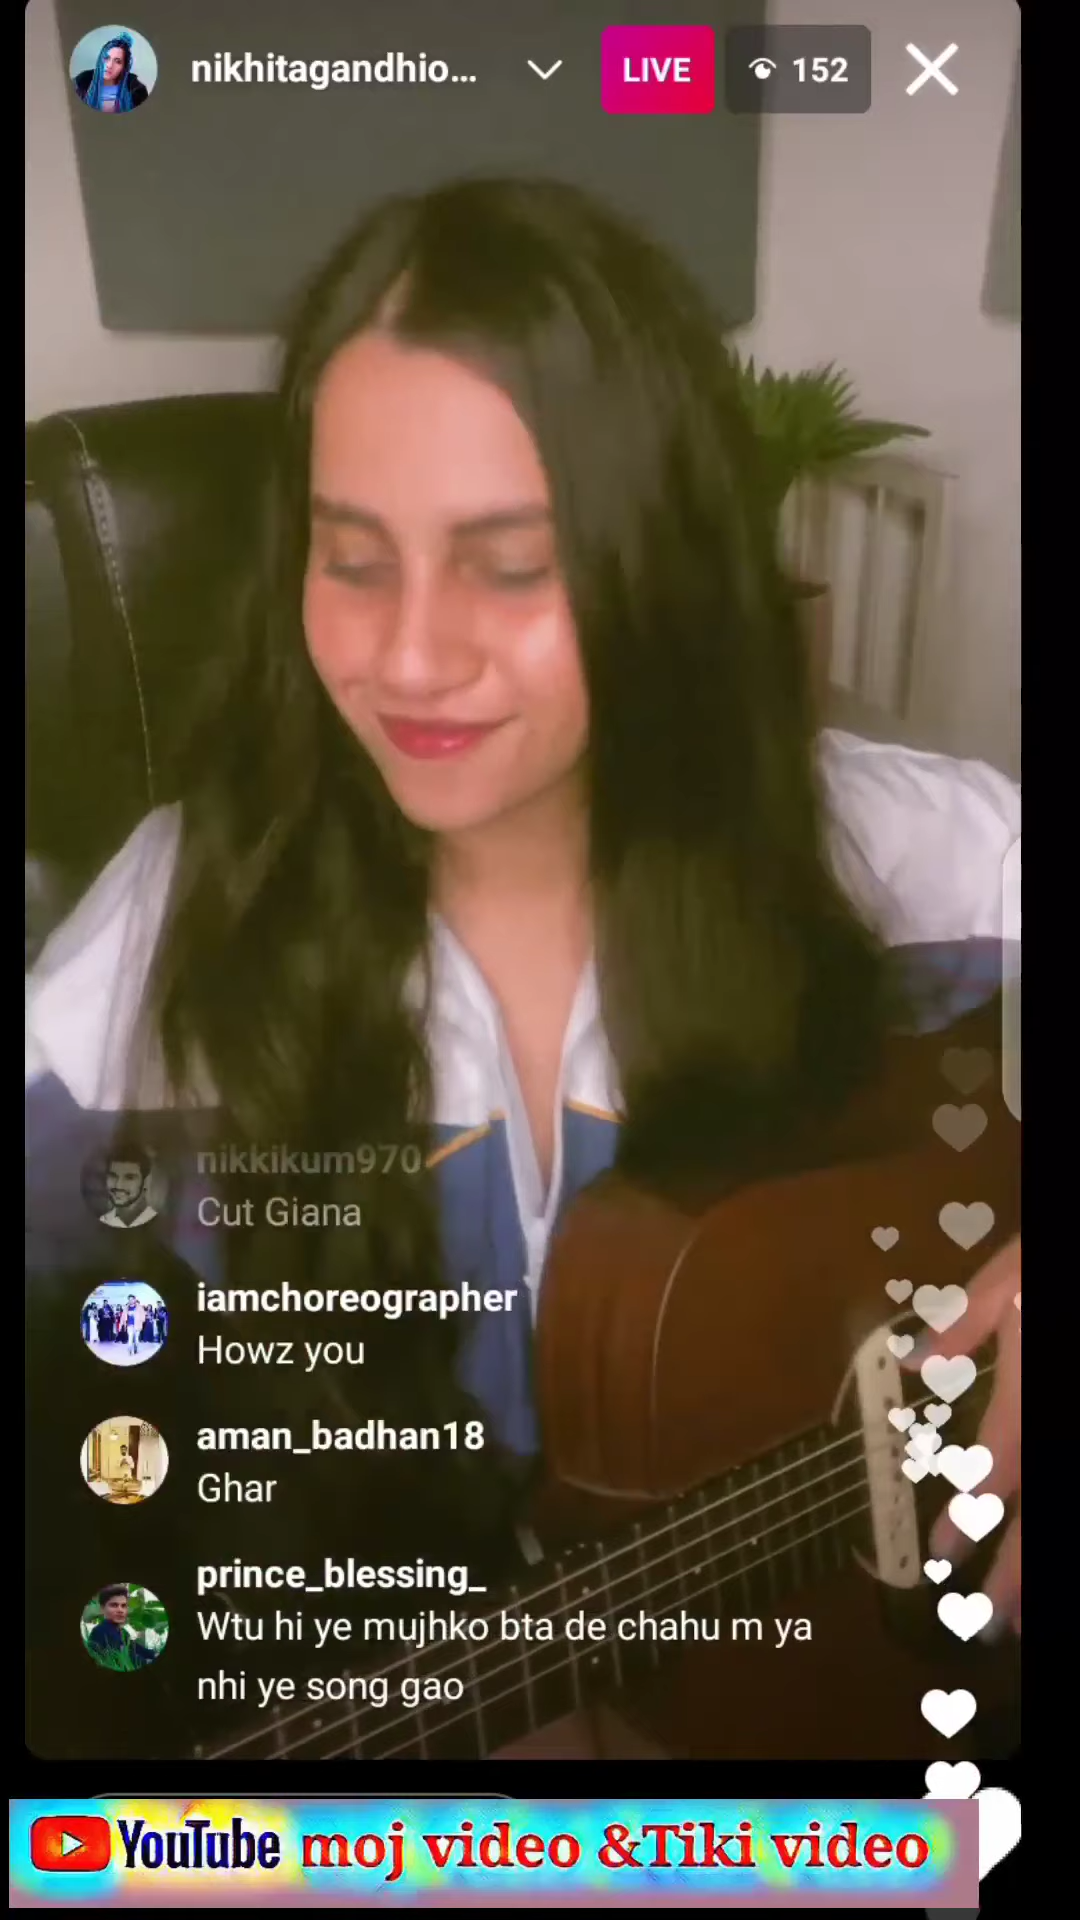 nikhitagandhio...
LIVE
152
nikkikum970
Cut Giana
iamchoreographer
Howz you
aman_badhan18
Ghar
prince_blessing_
Wtu hi ye mujhko bta de chahu m ya
nhi ye song gao
YouTube moj video &Tiki video